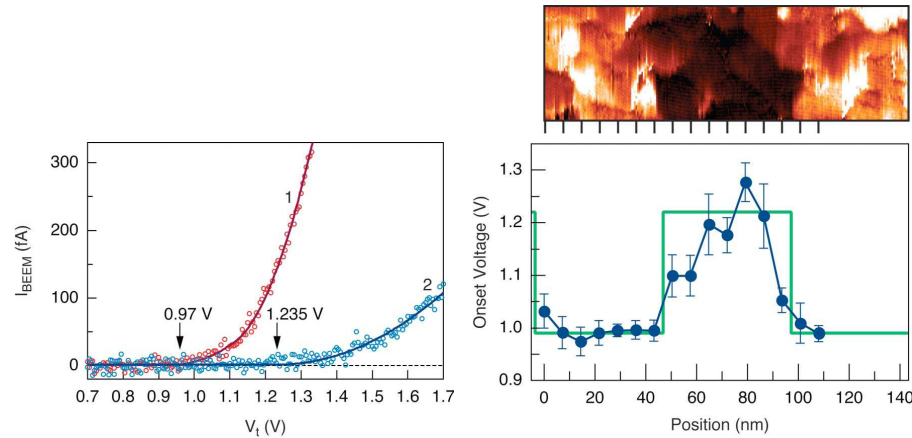 300
200
100
0
I_BEEM (fA)
1
2
0.97 V
1.235 V
0.7 0.8 0.9 1.0 1.1 1.2 1.3 1.4 1.5 1.6 1.7
V_t (V)
1.3
1.2
1.1
1.0
0.9
Onset Voltage (V)
0 20 40 60 80 100 120 140
Position (nm)